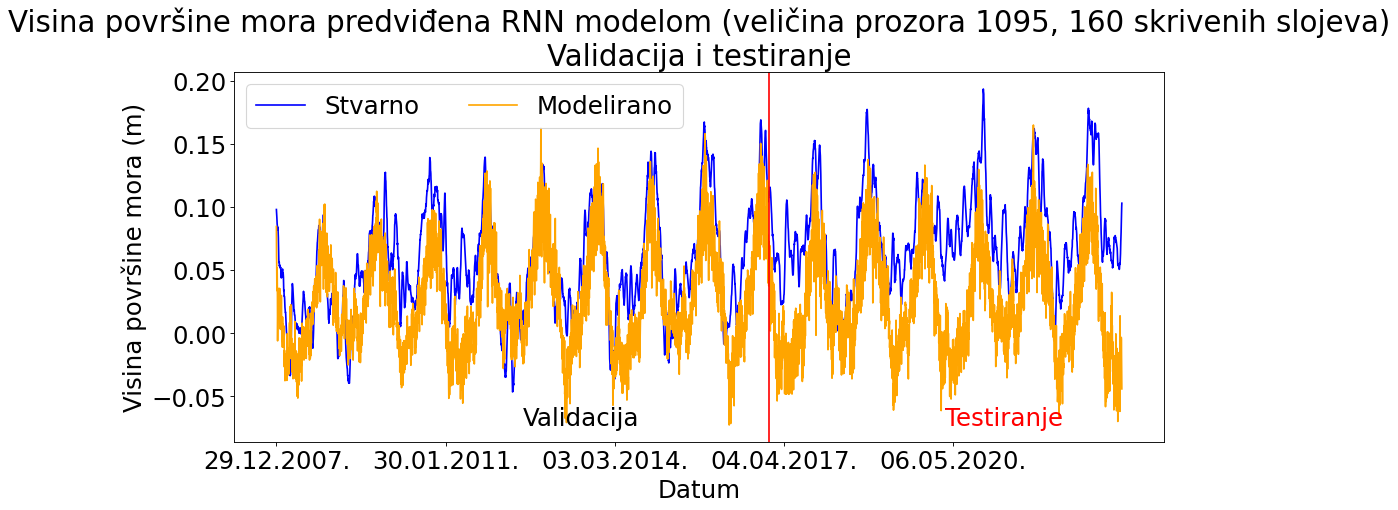 Visina površine mora predviđena RNN modelom (veličina prozora 1095, 160 skrivenih slojeva)
Validacija i testiranje
Stvarno
Modelirano
Visina površine mora (m)
0.20
0.15
0.10
0.05
0.00
−0.05
Validacija
Testiranje
29.12.2007.
30.01.2011.
03.03.2014.
04.04.2017.
06.05.2020.
Datum